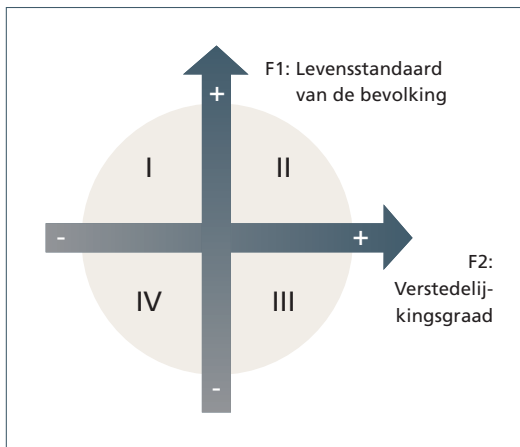 F1: Levensstandaard
van de bevolking
+
I
II
-
+
F2:
Verstedelij-
kingsgraad
IV
III
-